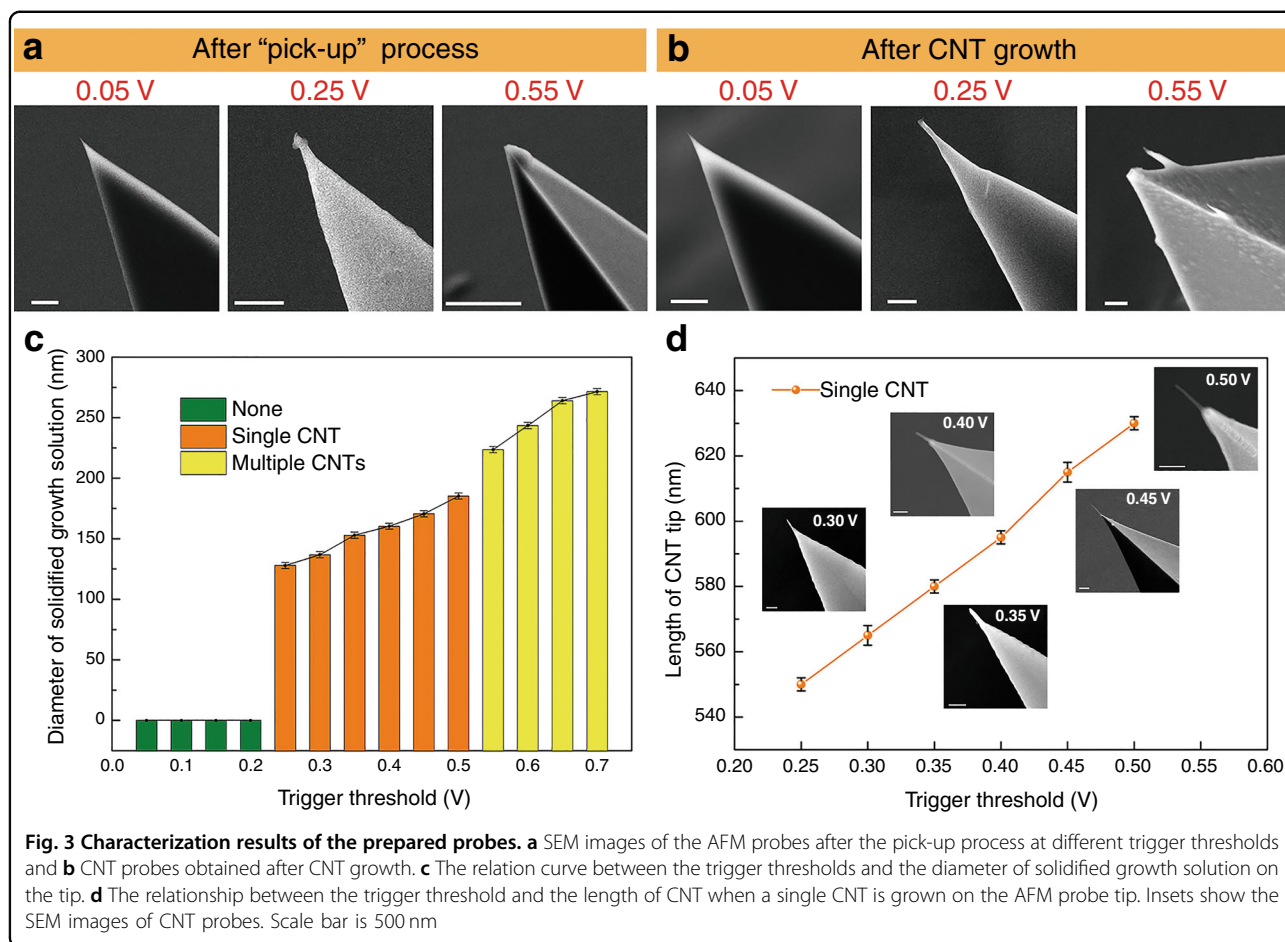 a After “pick-up” process
0.05 V 0.25 V 0.55 V
b After CNT growth
0.05 V 0.25 V 0.55 V
c
Diameter of solidified growth solution (nm)
300
250
225
150
125
75
50
0
None
Single CNT
Multiple CNTs
0.0 0.1 0.2 0.3 0.4 0.5 0.6 0.7
Trigger threshold (V)
d
Length of CNT tip (nm)
640
620
600
580
560
540
Single CNT
0.30 V
0.40 V
0.35 V
0.45 V
0.50 V
0.20 0.25 0.30 0.35 0.40 0.45 0.50 0.55 0.60
Trigger threshold (V)
Fig. 3 Characterization results of the prepared probes. a SEM images of the AFM probes after the pick-up process at different trigger thresholds
and b CNT probes obtained after CNT growth. c The relation curve between the trigger thresholds and the diameter of solidified growth solution on
the tip. d The relationship between the trigger threshold and the length of CNT when a single CNT is grown on the AFM probe tip. Insets show the
SEM images of CNT probes. Scale bar is 500 nm